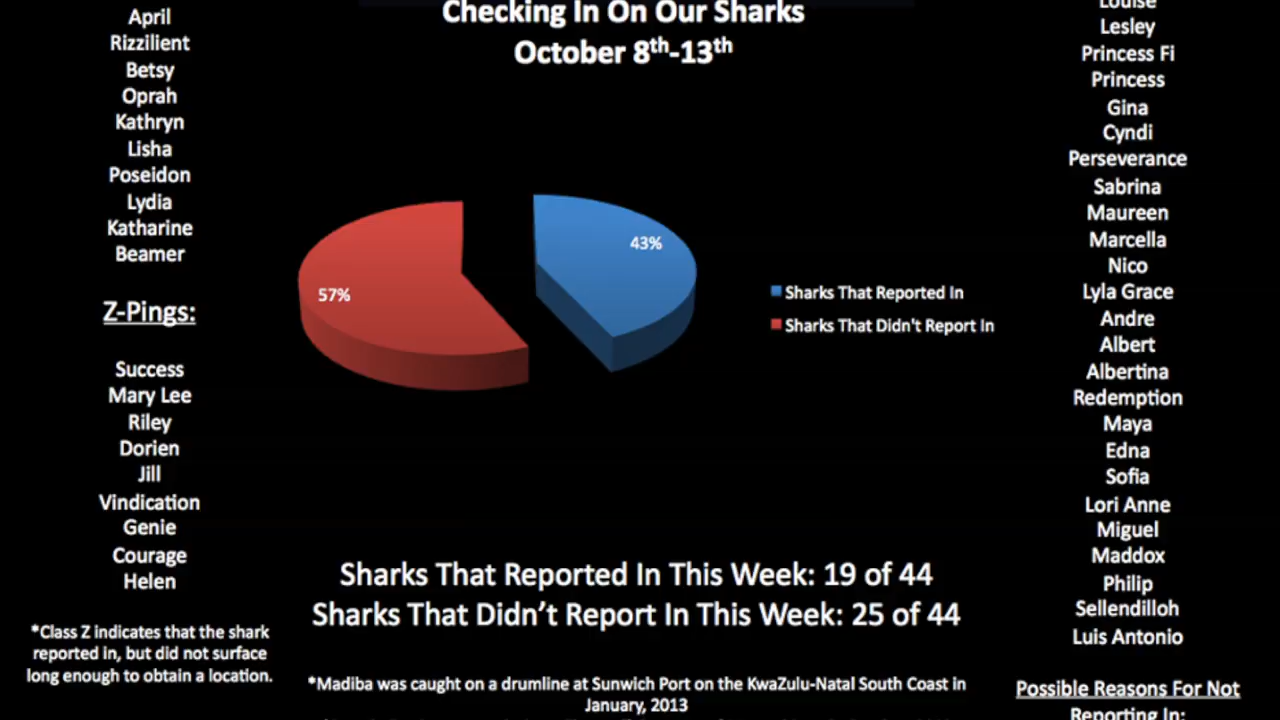 April
Rizzilient
Betsy
Oprah
Kathryn
Lisha
Poseidon
Lydia
Katharine
Beamer
Z-Pings:
Success
Mary Lee
Riley
Dorien
Jill
Vindication
Genie
Courage
Helen
*Class Z indicates that the shark
reported in, but did not surface
long enough to obtain a location.
Checking In On Our Sharks
October 8th-13th
43%
57%
Sharks That Reported In
Sharks That Didn't Report In
Sharks That Reported In This Week: 19 of 44
Sharks That Didn’t Report In This Week: 25 of 44
*Madiba was caught on a drumline at Sunwich Port on the KwaZulu-Natal South Coast in
January, 2013
Louise
Lesley
Princess Fi
Princess
Gina
Cyndi
Perseverance
Sabrina
Maureen
Marcella
Nico
Lyla Grace
Andre
Albert
Albertina
Redemption
Maya
Edna
Sofia
Lori Anne
Miguel
Maddox
Philip
Sellendilloh
Luis Antonio
Possible Reasons For Not
Reporting In: